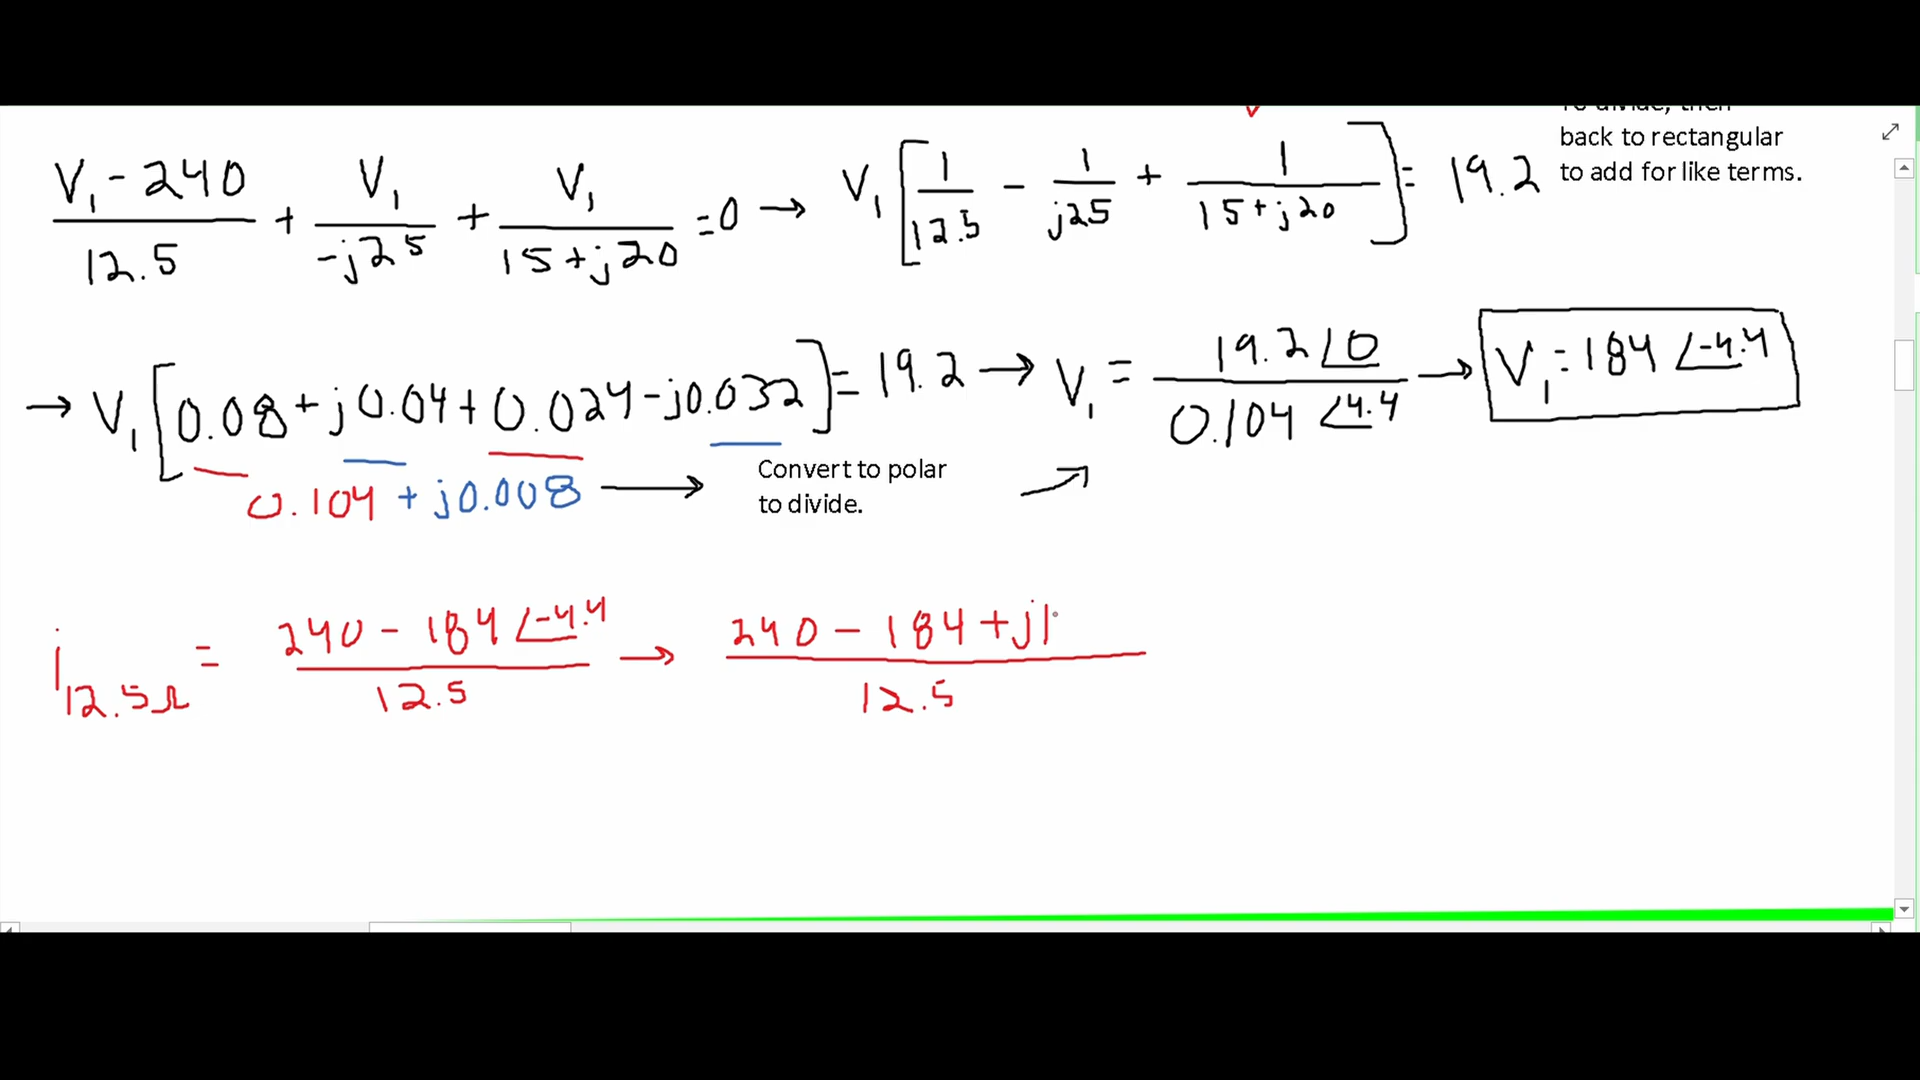 back to rectangular
to add for like terms.
V₁ - 240 / 12.5 + V₁ / -j25 + V₁ / 15+j20 = 0 → V₁ [ 1 / 12.5 - 1 / j25 + 1 / 15+j20 ] = 19.2
→ V₁ [ 0.08 + j0.04 + 0.024 - j0.032 ] = 19.2 → V₁ = 19.2∠0 / 0.104∠4.4 → V₁ = 184∠-4.4
0.104 + j0.008 →
Convert to polar
to divide.
i 12.5Ω = 240 - 184∠-4.4 / 12.5 → 240 - 184 + j1 / 12.5